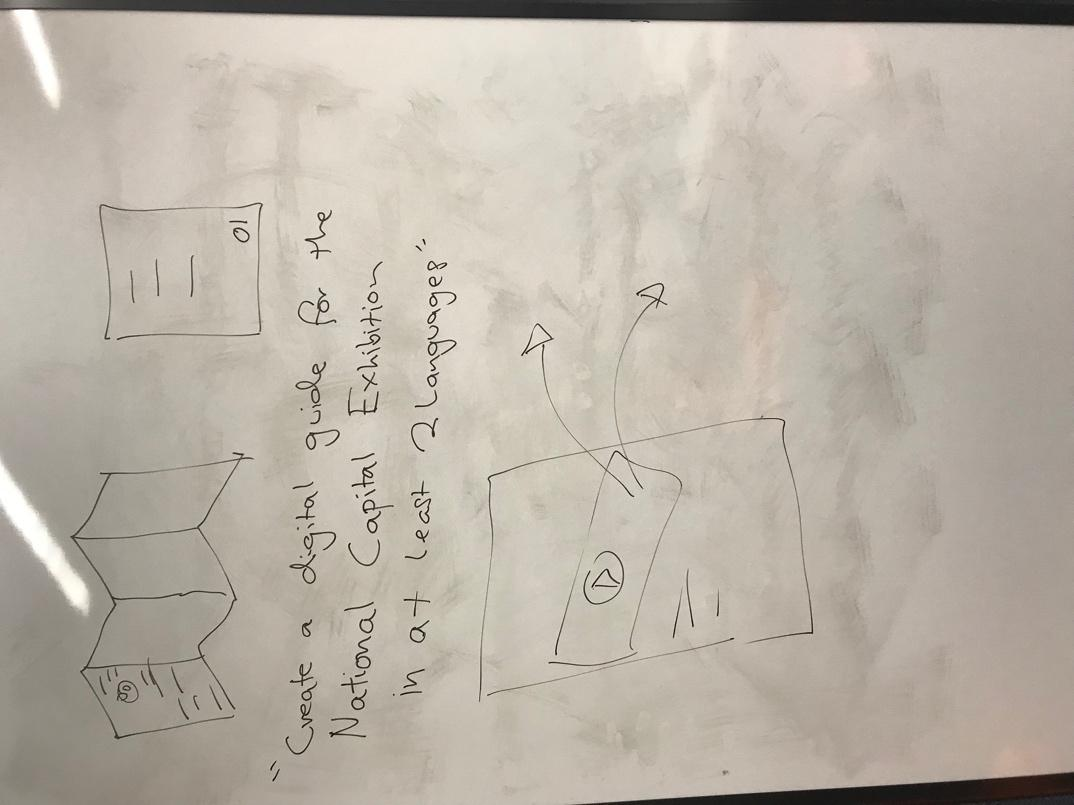 01
"Create a digital guide for the
National Capital Exhibition
in at least 2 Languages"